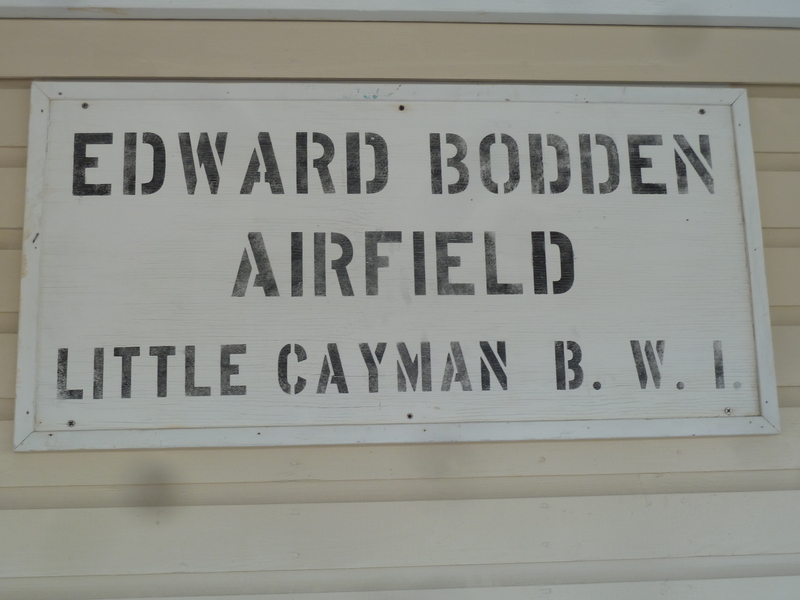 EDWARD BODDEN
AIRFIELD
LITTLE CAYMAN B. W. I.